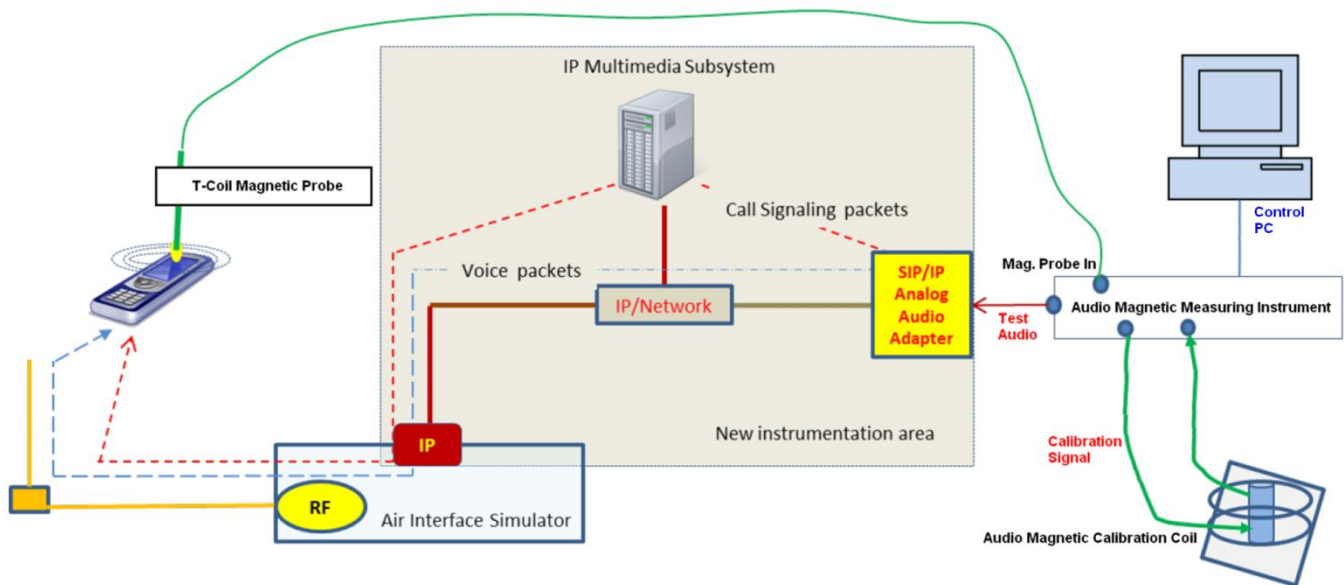 IP Multimedia Subsystem
T-Coil Magnetic Probe
Call Signaling packets
Control
PC
Voice packets
Mag. Probe In
SIP/IP
Analog
Audio
Adapter
IP/Network
Test
Audio
Audio Magnetic Measuring Instrument
New instrumentation area
IP
Calibration
Signal
RF
Air Interface Simulator
Audio Magnetic Calibration Coil